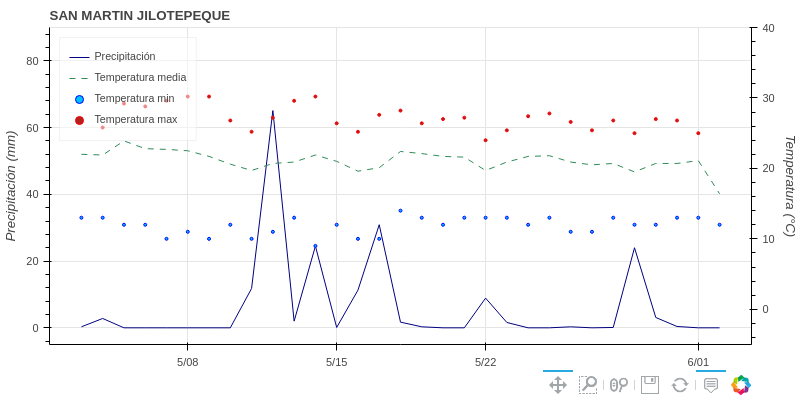 SAN MARTIN JILOTEPEQUE
Precipitación
Temperatura media
Temperatura min
Temperatura max
Precipitación (mm)
80
60
40
20
0
Temperatura (°C)
40
30
20
10
0
5/08
5/15
5/22
6/01